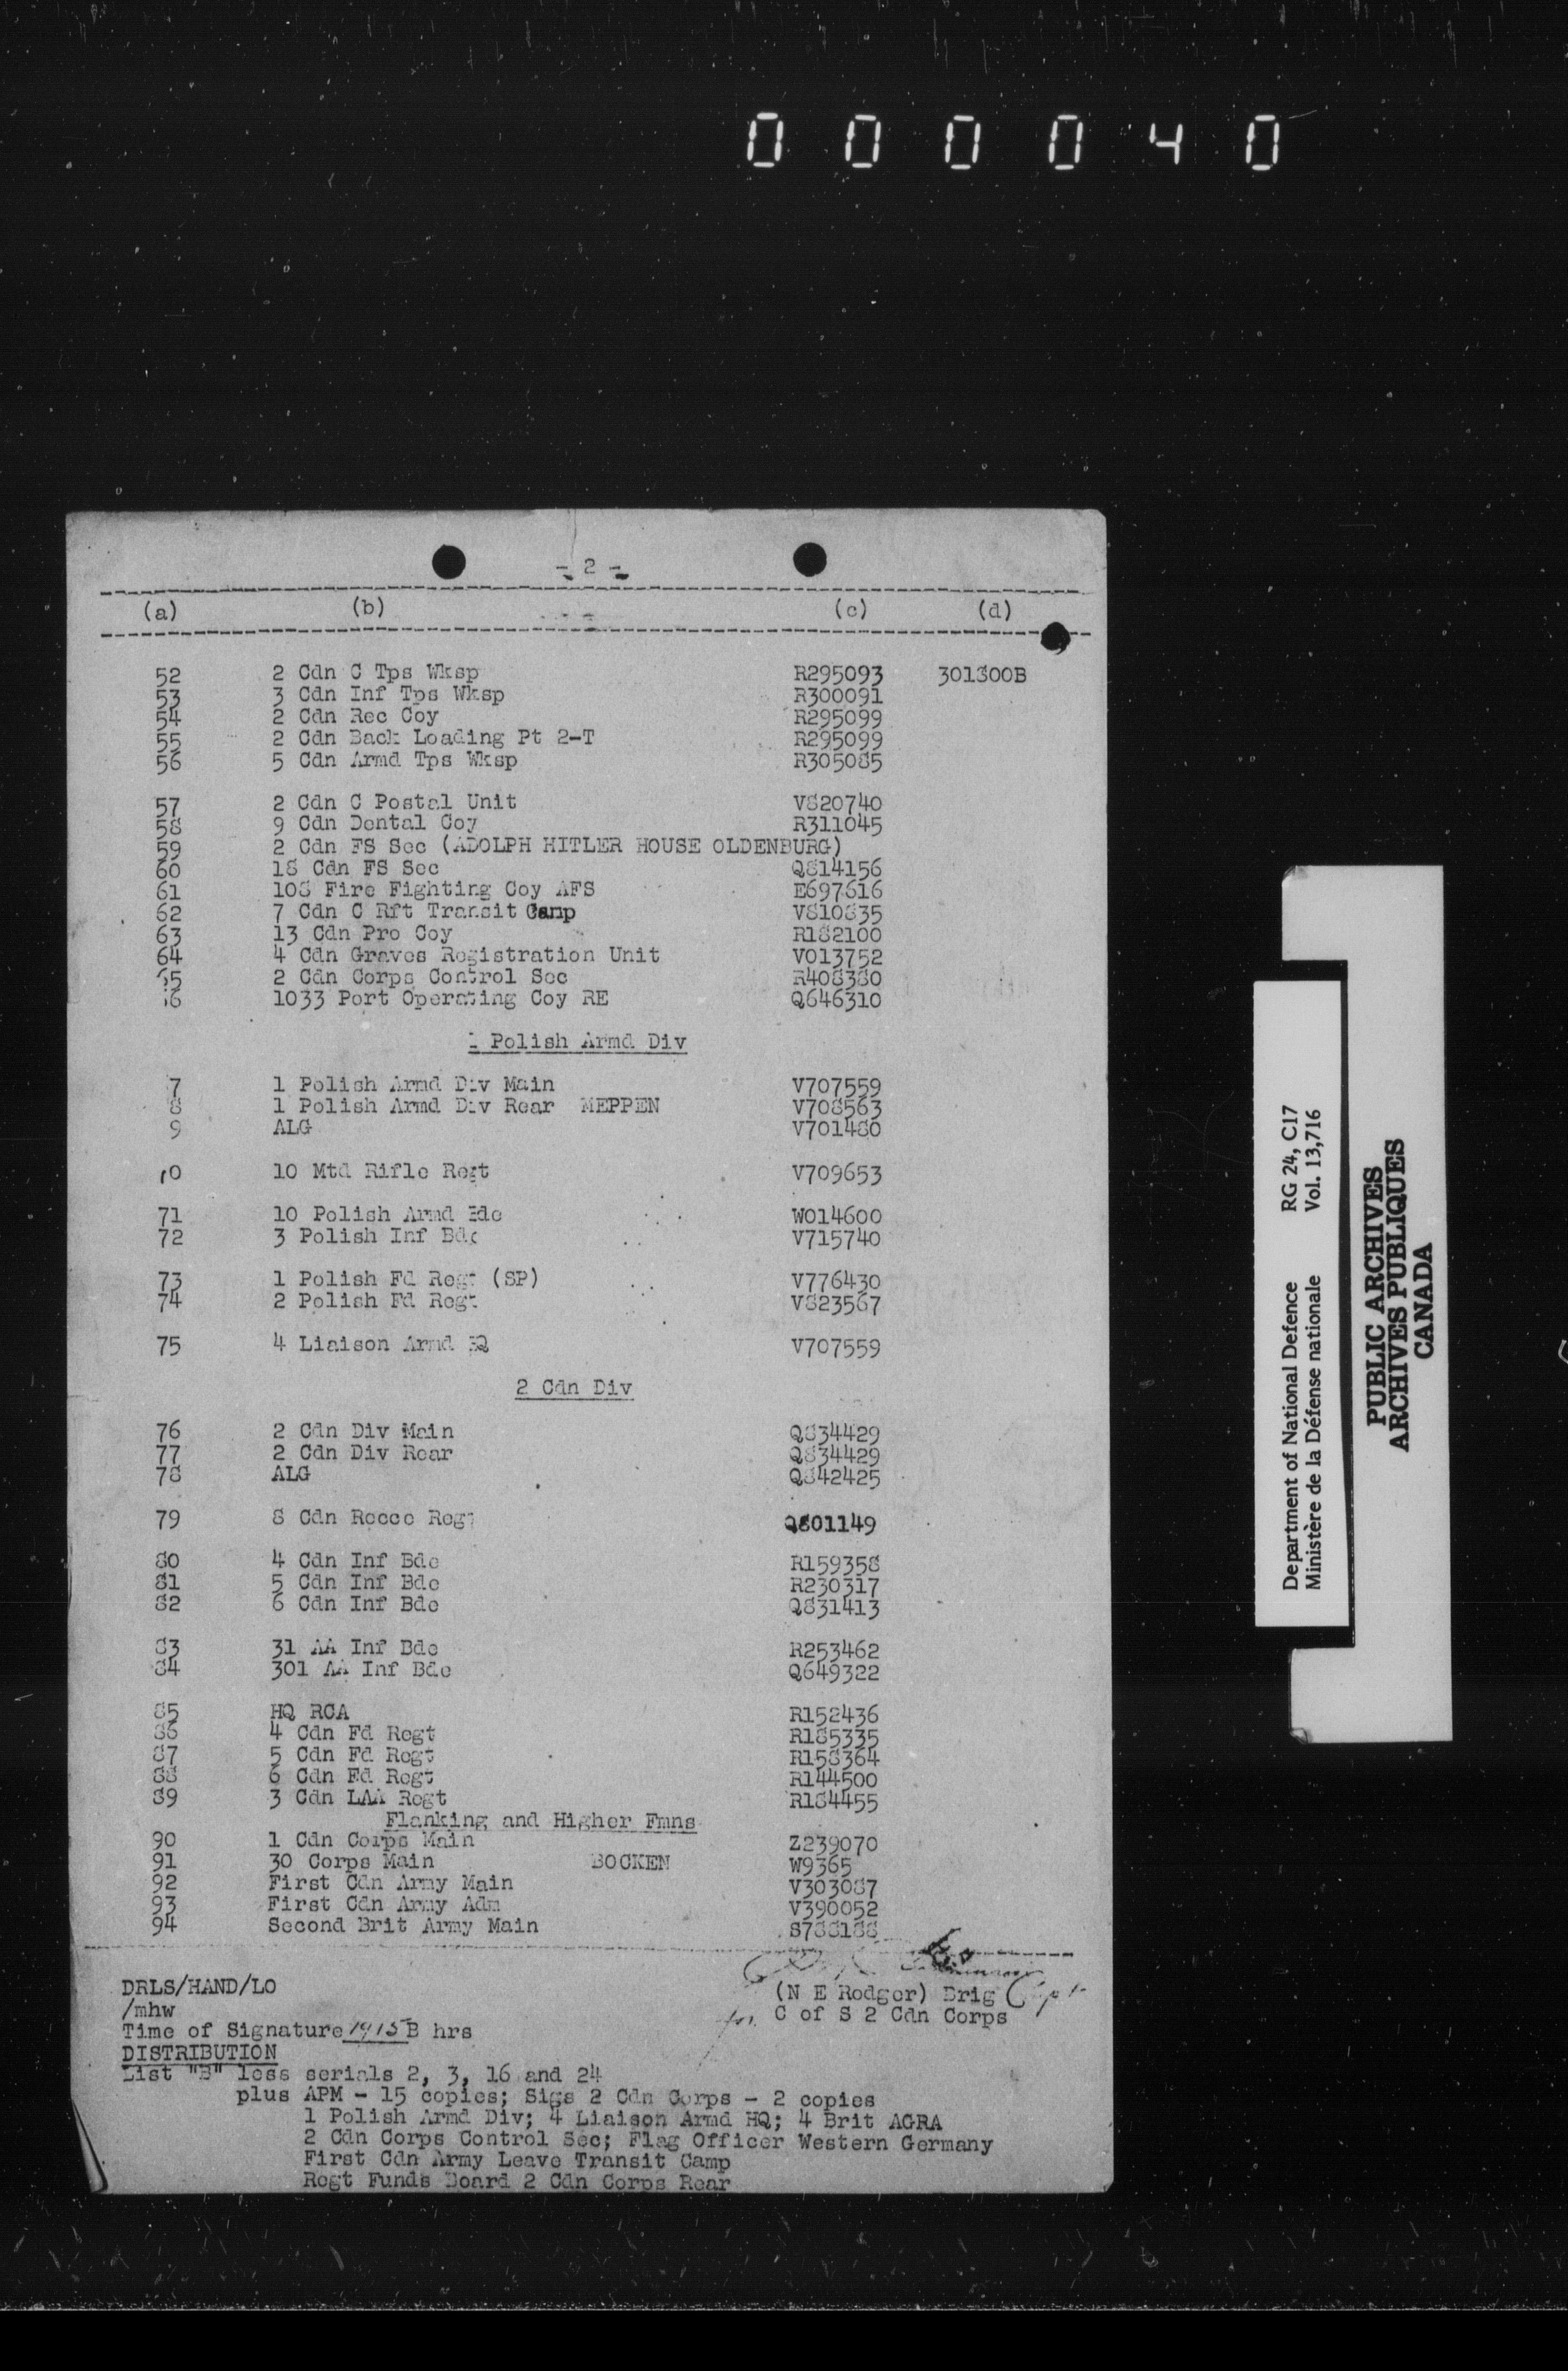 000040
- 2 -
(a) (b) (c) (d)
52 2 Cdn C Tps Wksp R295093 301300B
53 3 Cdn Inf Tps Wksp R300091
54 2 Cdn Rec Coy R295099
55 2 Cdn Back Loading Pt 2-T R295099
56 5 Cdn Armd Tps Wksp R305085
57 2 Cdn C Postal Unit V820740
58 9 Cdn Dental Coy R311045
59 2 Cdn FS Sec (ADOLPH HITLER HOUSE OLDENBURG)
60 18 Cdn FS Sec Q814156
61 108 Fire Fighting Coy AFS E697616
62 7 Cdn C Rft Transit Camp V810835
63 13 Cdn Pro Coy R182100
64 4 Cdn Graves Registration Unit V013752
65 2 Cdn Corps Control Sec R408380
6 1033 Port Operating Coy RE Q646310
1 Polish Armd Div
7 1 Polish Armd Div Main V707559
8 1 Polish Armd Div Rear MEPPEN V708563
9 ALG V701480
70 10 Mtd Rifle Regt V709653
71 10 Polish Armd Bde W014600
72 3 Polish Inf Bde V715740
73 1 Polish Fd Regt (SP) V776430
74 2 Polish Fd Regt V823567
75 4 Liaison Armd HQ V707559
2 Cdn Div
76 2 Cdn Div Main Q834429
77 2 Cdn Div Rear Q834429
78 ALG Q842425
79 8 Cdn Recce Regt Q801149
80 4 Cdn Inf Bde R159358
81 5 Cdn Inf Bde R230317
82 6 Cdn Inf Bde Q831413
83 31 AA Inf Bde R253462
84 301 AA Inf Bde Q649322
85 HQ RCA R152436
86 4 Cdn Fd Regt R185335
87 5 Cdn Fd Regt R158364
88 6 Cdn Fd Regt R144500
89 3 Cdn LAA Regt R184455
Flanking and Higher Fmns
90 1 Cdn Corps Main Z239070
91 30 Corps Main BOCKEN W9365
92 First Cdn Army Main V303087
93 First Cdn Army Adm V390052
94 Second Brit Army Main S788188
(N E Rodger) Brig Capt
for C of S 2 Cdn Corps
DRLS/HAND/LO
/mhw
Time of Signature 1915 B hrs
DISTRIBUTION
List "B" less serials 2, 3, 16 and 24
plus APM - 15 copies; Sigs 2 Cdn Corps - 2 copies
1 Polish Armd Div; 4 Liaison Armd HQ; 4 Brit AGRA
2 Cdn Corps Control Sec; Flag Officer Western Germany
First Cdn Army Leave Transit Camp
Regt Funds Board 2 Cdn Corps Rear
Department of National Defence RG 24, C17
Ministère de la Défense nationale Vol. 13,716
PUBLIC ARCHIVES
ARCHIVES PUBLIQUES
CANADA